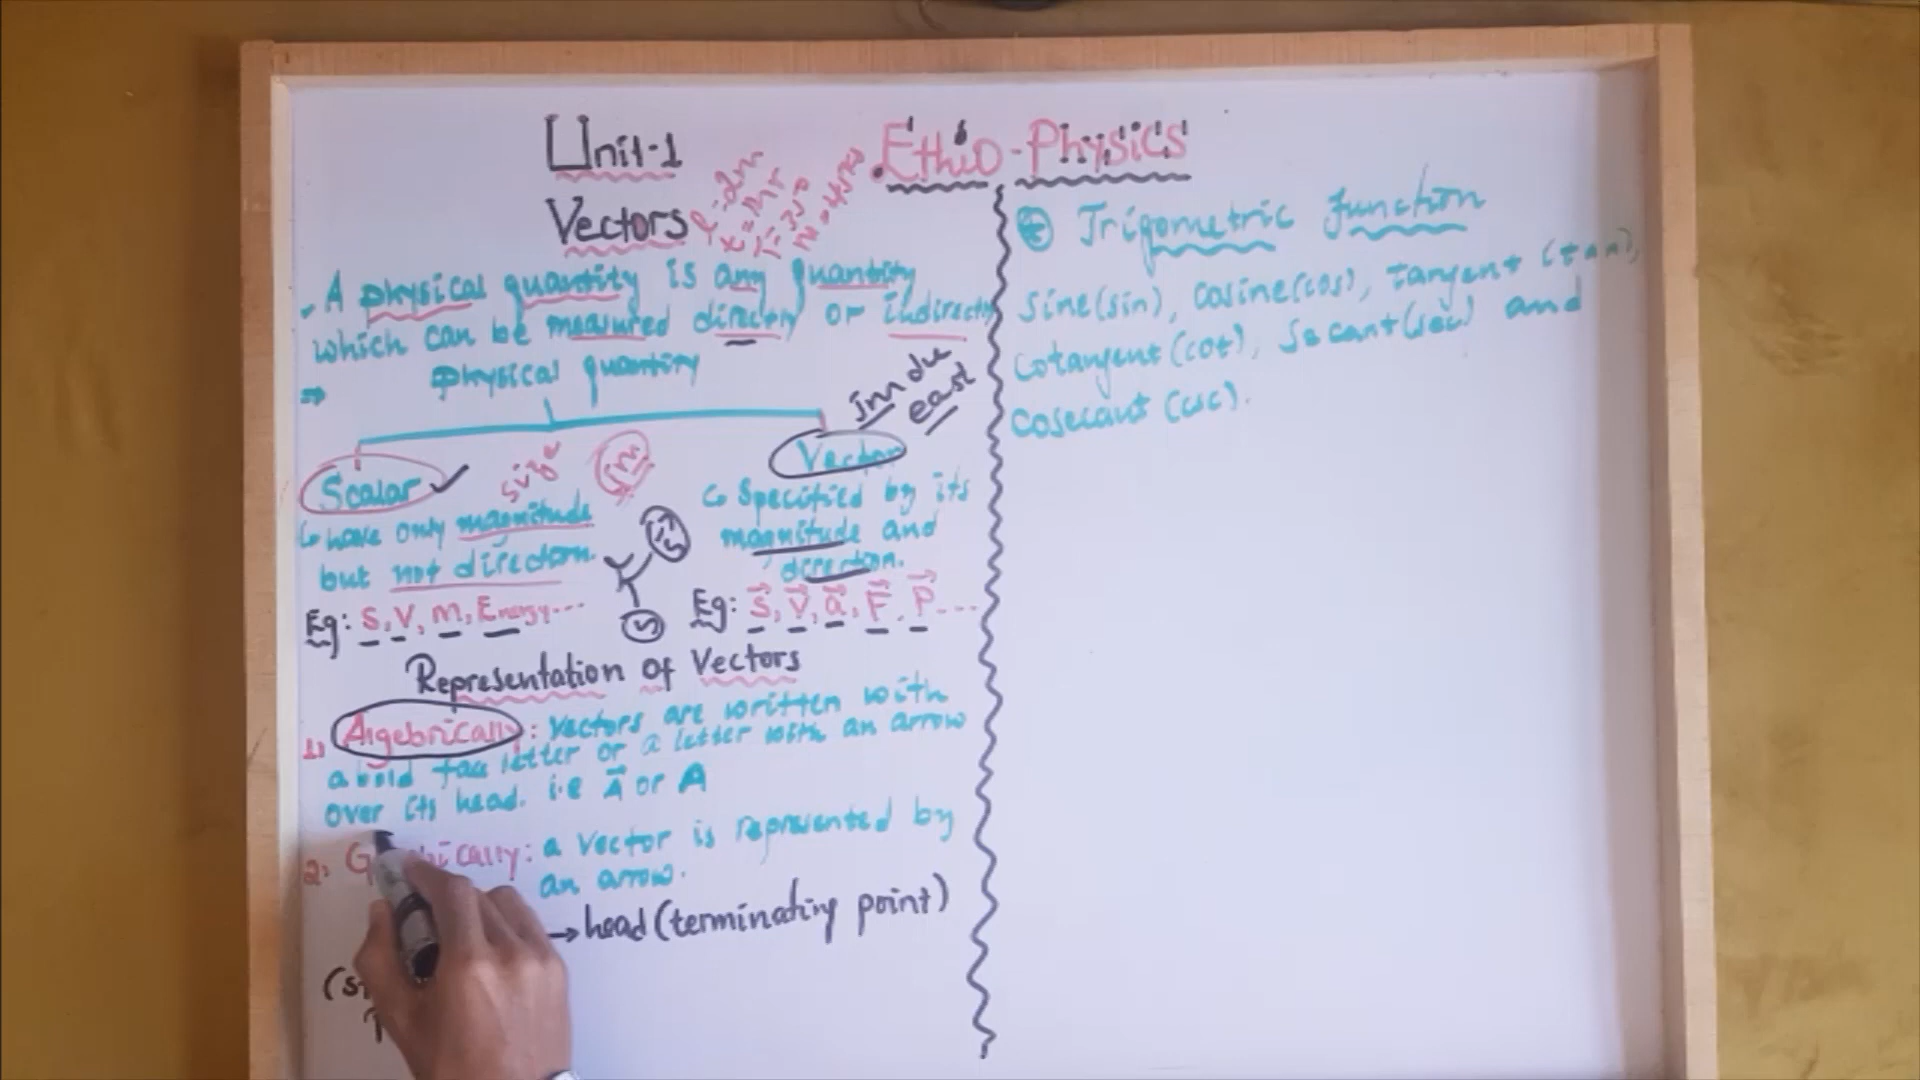 Unit-1
Vectors
Ethio-Physics
- A physical quantity is any quantity
which can be measured directly or indirectly
⇒ physical quantity
Scalar ✓
size
(m)
Vector
east
↳ have only magnitude
but not direction.
Eg: S, V, m, Energy...
↳ Specified by its
magnitude and
direction.
Eg: S⃗, V⃗, a⃗, F⃗, P⃗....
Representation of Vectors
1: Algebrically: Vectors are written with
a bold face letter or a letter with an arrow
over its head. i.e A⃗ or A
2: G ically: a Vector is represented by
an arrow.
→ head (terminating point)
(s
T
Trigometric function
Sine(sin), Cosine(cos), tangent (tan),
Cotangent (cot), Secant(sec) and
Cosecant (csc).